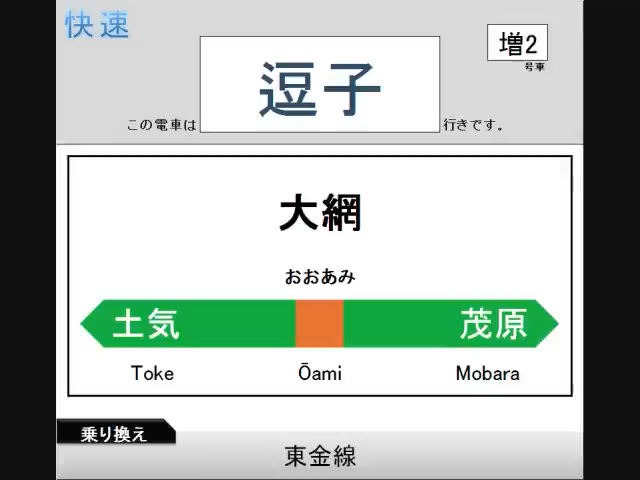 快速
増2
号車
逗子
この電車は
行きです。
大網
おおあみ
土気 茂原
Toke Ōami Mobara
乗り換え
東金線